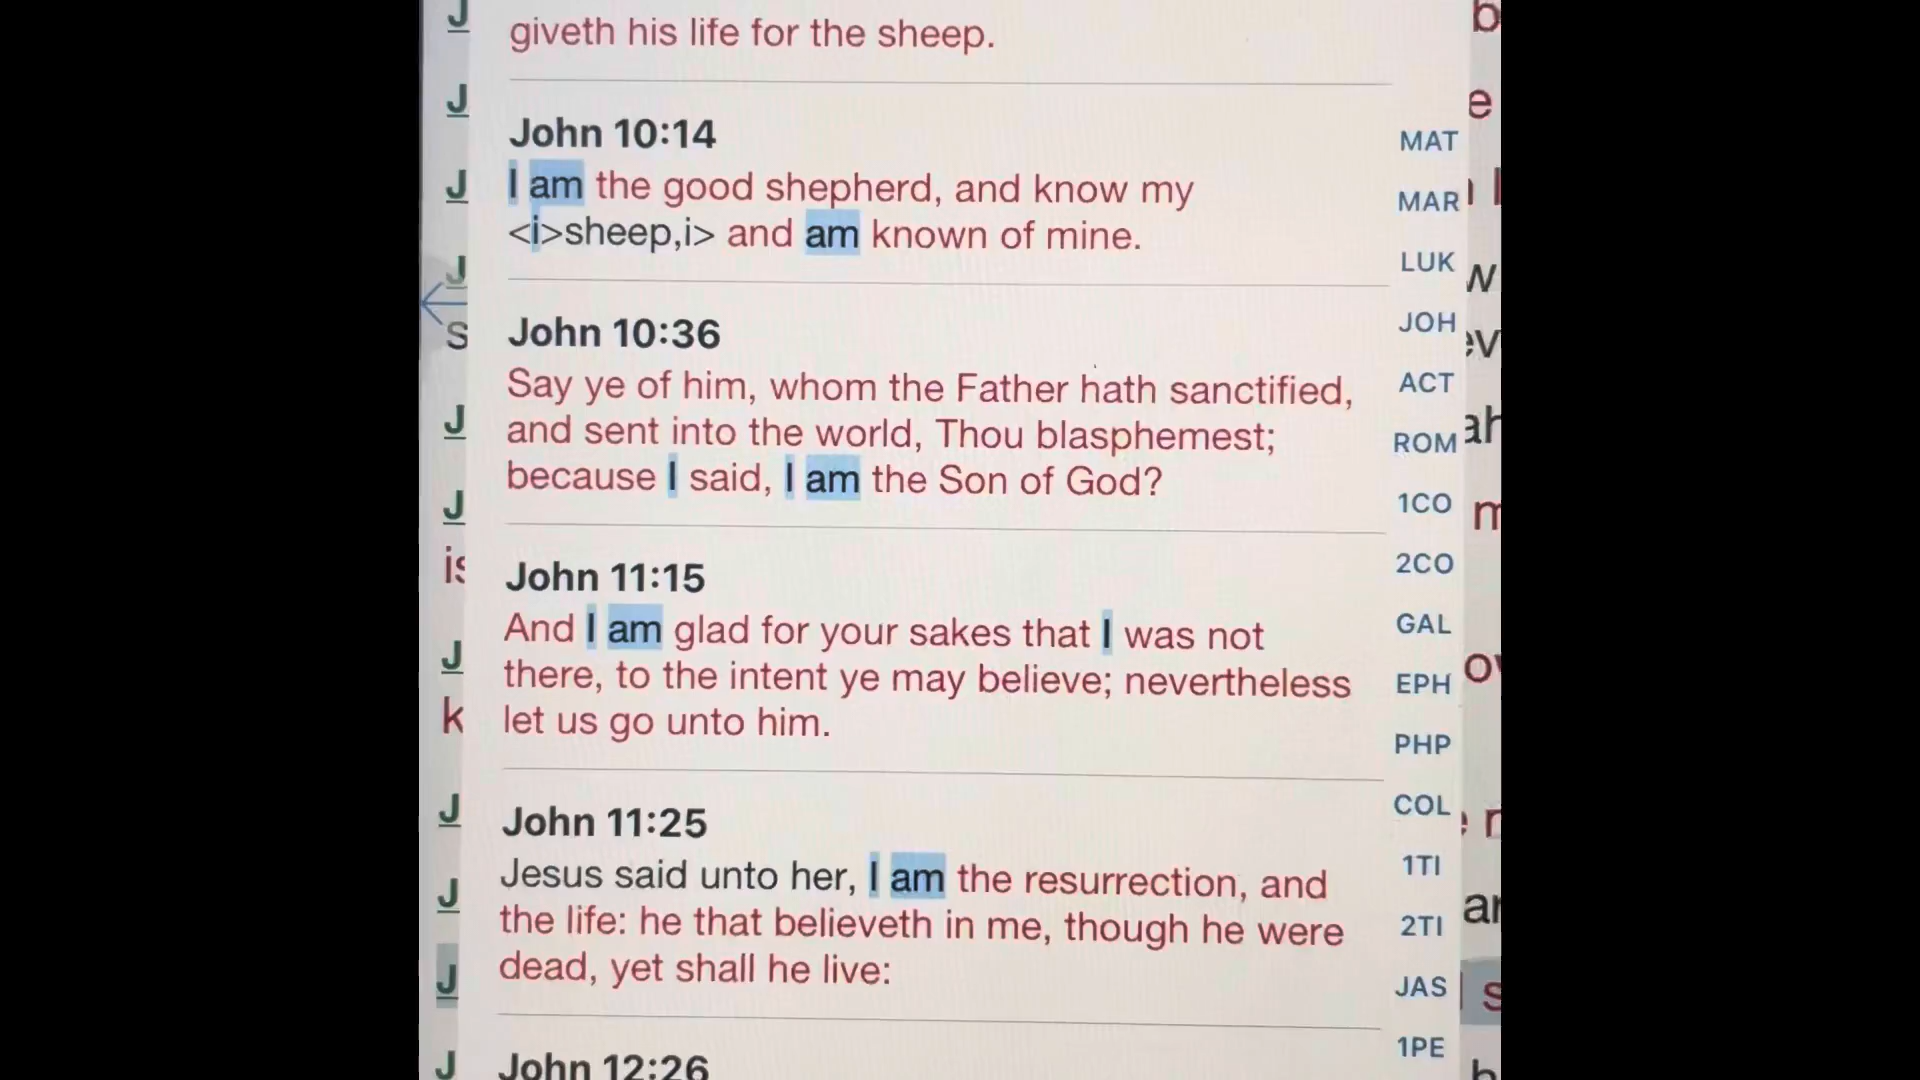 giveth his life for the sheep.
John 10:14
I am the good shepherd, and know my
<i>sheep,i> and am known of mine.
John 10:36
Say ye of him, whom the Father hath sanctified,
and sent into the world, Thou blasphemest;
because I said, I am the Son of God?
John 11:15
And I am glad for your sakes that I was not
there, to the intent ye may believe; nevertheless
let us go unto him.
John 11:25
Jesus said unto her, I am the resurrection, and
the life: he that believeth in me, though he were
dead, yet shall he live:
John 12:26
MAT
MAR
LUK
JOH
ACT
ROM
1CO
2CO
GAL
EPH
PHP
COL
1TI
2TI
JAS
1PE